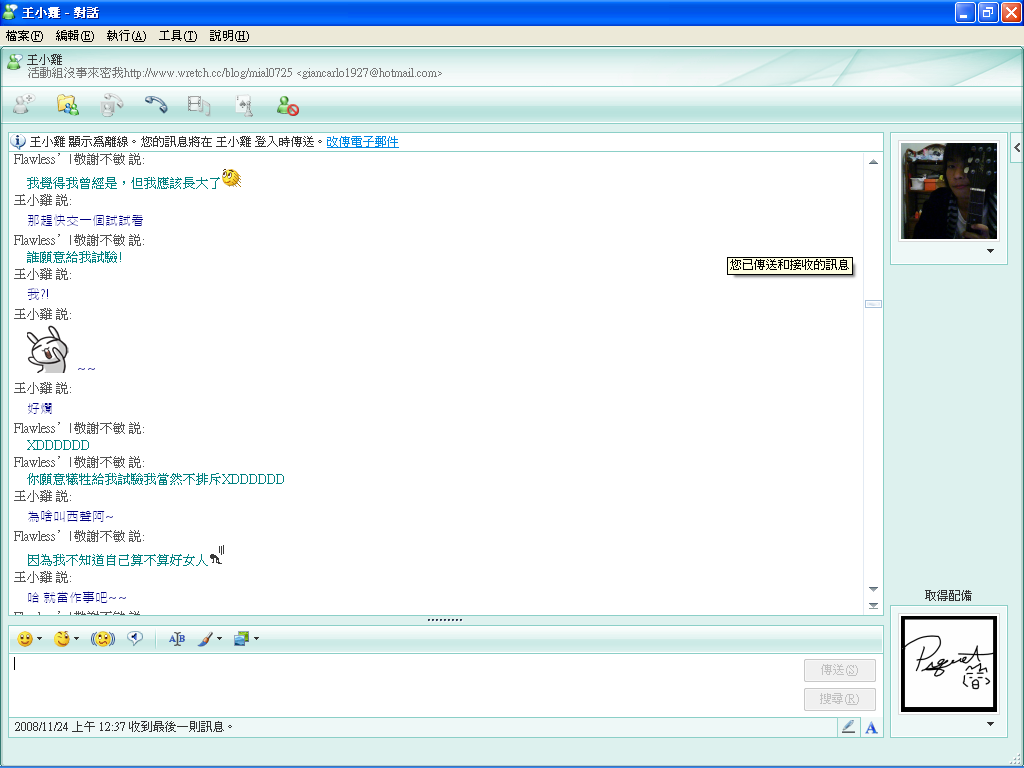 王小雞 - 對話
檔案(F) 編輯(E) 執行(A) 工具(T) 說明(H)
王小雞
活動組沒事來密我http://www.wretch.cc/blog/mial0725 <giancarlo1927@hotmail.com>
王小雞 顯示為離線。您的訊息將在 王小雞 登入時傳送。改傳電子郵件
Flawless’ |敬謝不敏 說:
我覺得我曾經是，但我應該長大了
王小雞 說:
那趕快交一個試試看
Flawless’ |敬謝不敏 說:
誰願意給我試驗!
王小雞 說:
我?!
王小雞 說:
~~
王小雞 說:
好爛
Flawless’ |敬謝不敏 說:
XDDDDDD
Flawless’ |敬謝不敏 說:
你願意犧牲給我試驗我當然不排斥XDDDDDD
王小雞 說:
為啥叫西聲阿~
Flawless’ |敬謝不敏 說:
因為我不知道自己算不算好女人
王小雞 說:
哈 就當作事吧~~
Flawless’ |敬謝不敏 說:
您已傳送和接收的訊息
取得配備
傳送(S)
搜尋(R)
2008/11/24 上午 12:37 收到最後一則訊息。